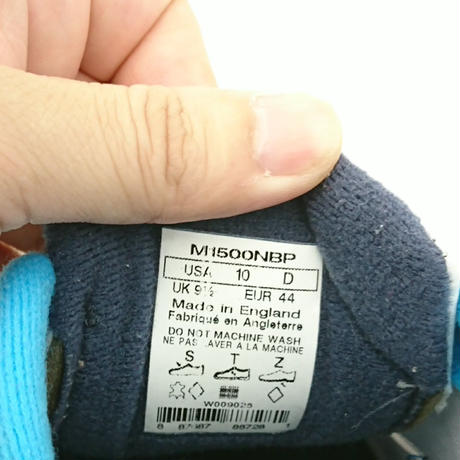 M1500NBP
USA 10 D
UK 9½ EUR 44
Made in England
Fabriqué en Angleterre
DO NOT MACHINE WASH
NE PAS LAVER A LA MACHINE
S T Z
W009025